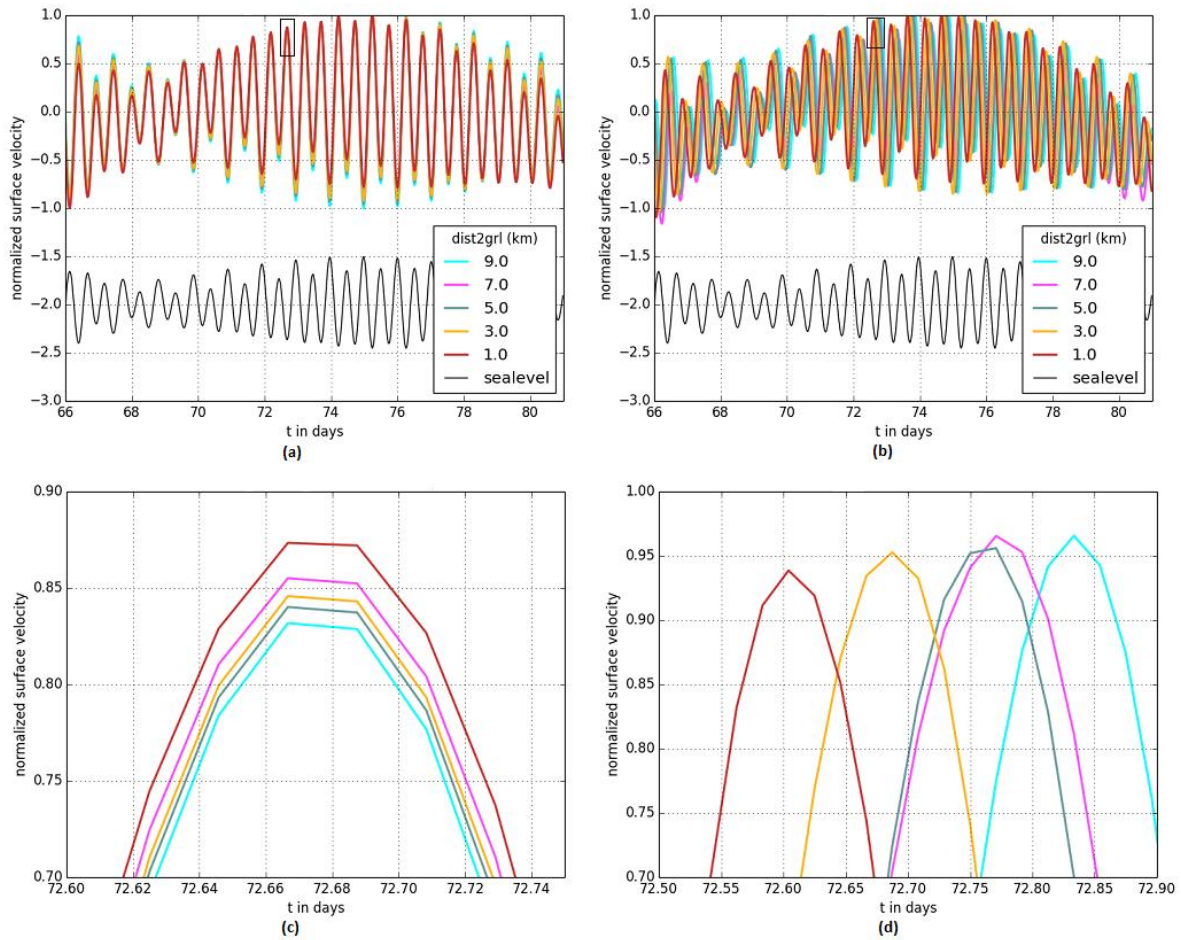 1.0
0.5
0.0
−0.5
−1.0
−1.5
−2.0
−2.5
−3.0
normalized surface velocity
66 68 70 72 74 76 78 80
t in days
dist2grl (km)
9.0
7.0
5.0
3.0
1.0
sealevel
(a)
1.0
0.5
0.0
−0.5
−1.0
−1.5
−2.0
−2.5
−3.0
normalized surface velocity
66 68 70 72 74 76 78 80
t in days
dist2grl (km)
9.0
7.0
5.0
3.0
1.0
sealevel
(b)
0.90
0.85
0.80
0.75
0.70
normalized surface velocity
72.60 72.62 72.64 72.66 72.68 72.70 72.72 72.74
t in days
(c)
1.00
0.95
0.90
0.85
0.80
0.75
0.70
normalized surface velocity
72.50 72.55 72.60 72.65 72.70 72.75 72.80 72.85 72.90
t in days
(d)